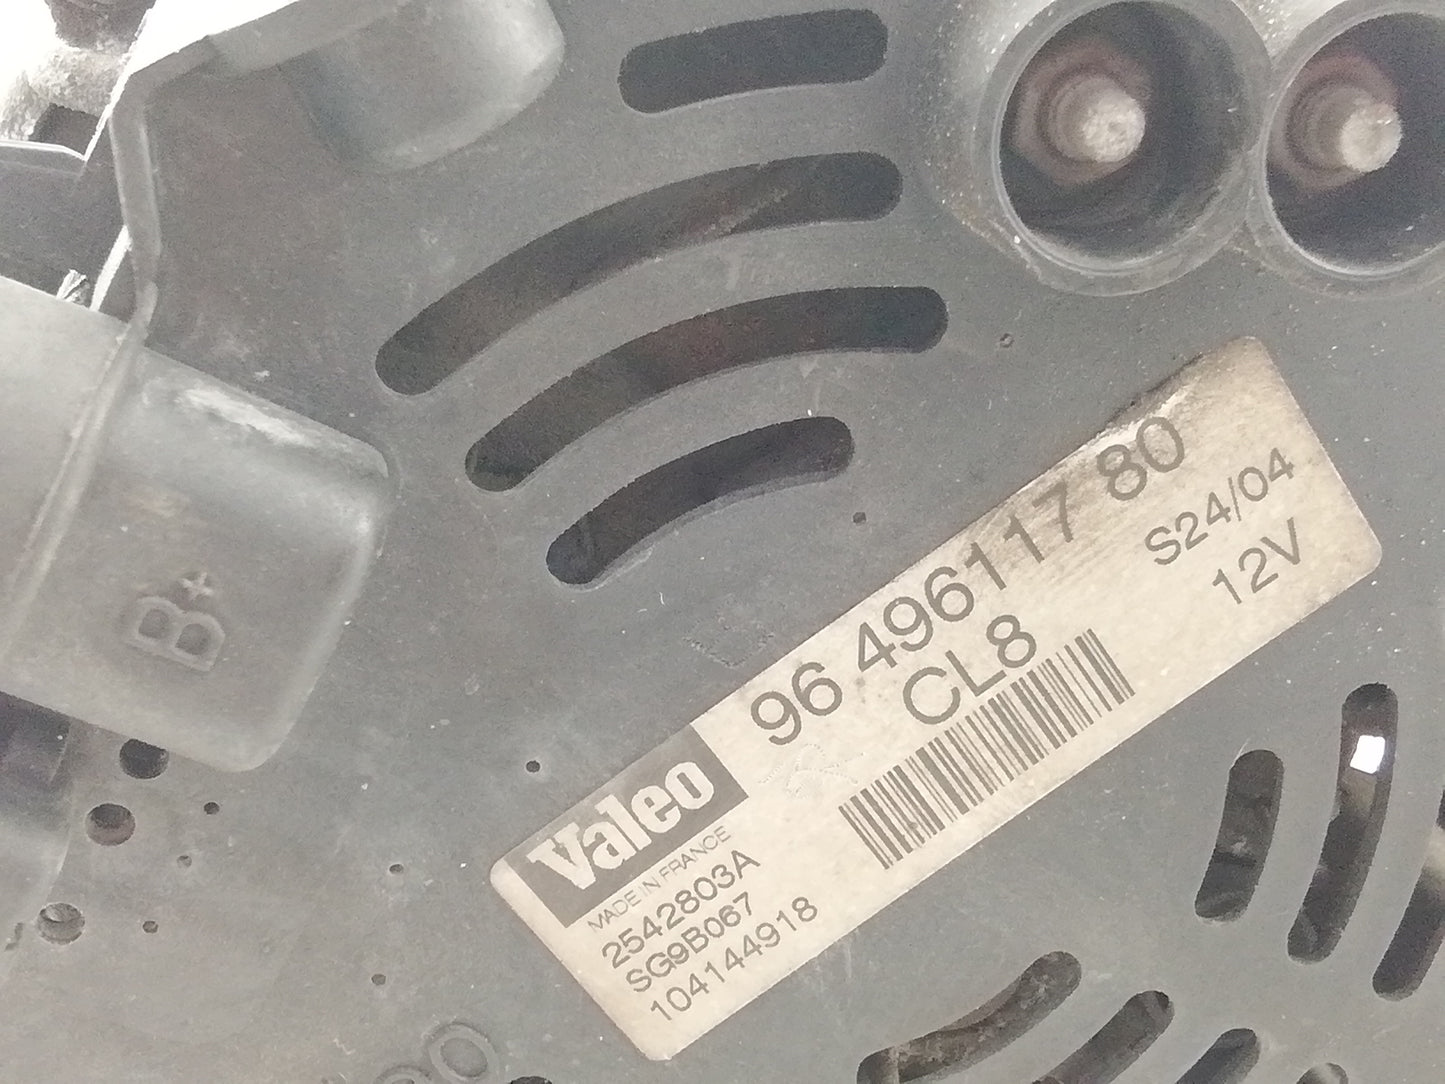 B+
96 496117 80
S24/04
CL8
12V
Valeo
MADE IN FRANCE
2542803A
SG9B067
104144918